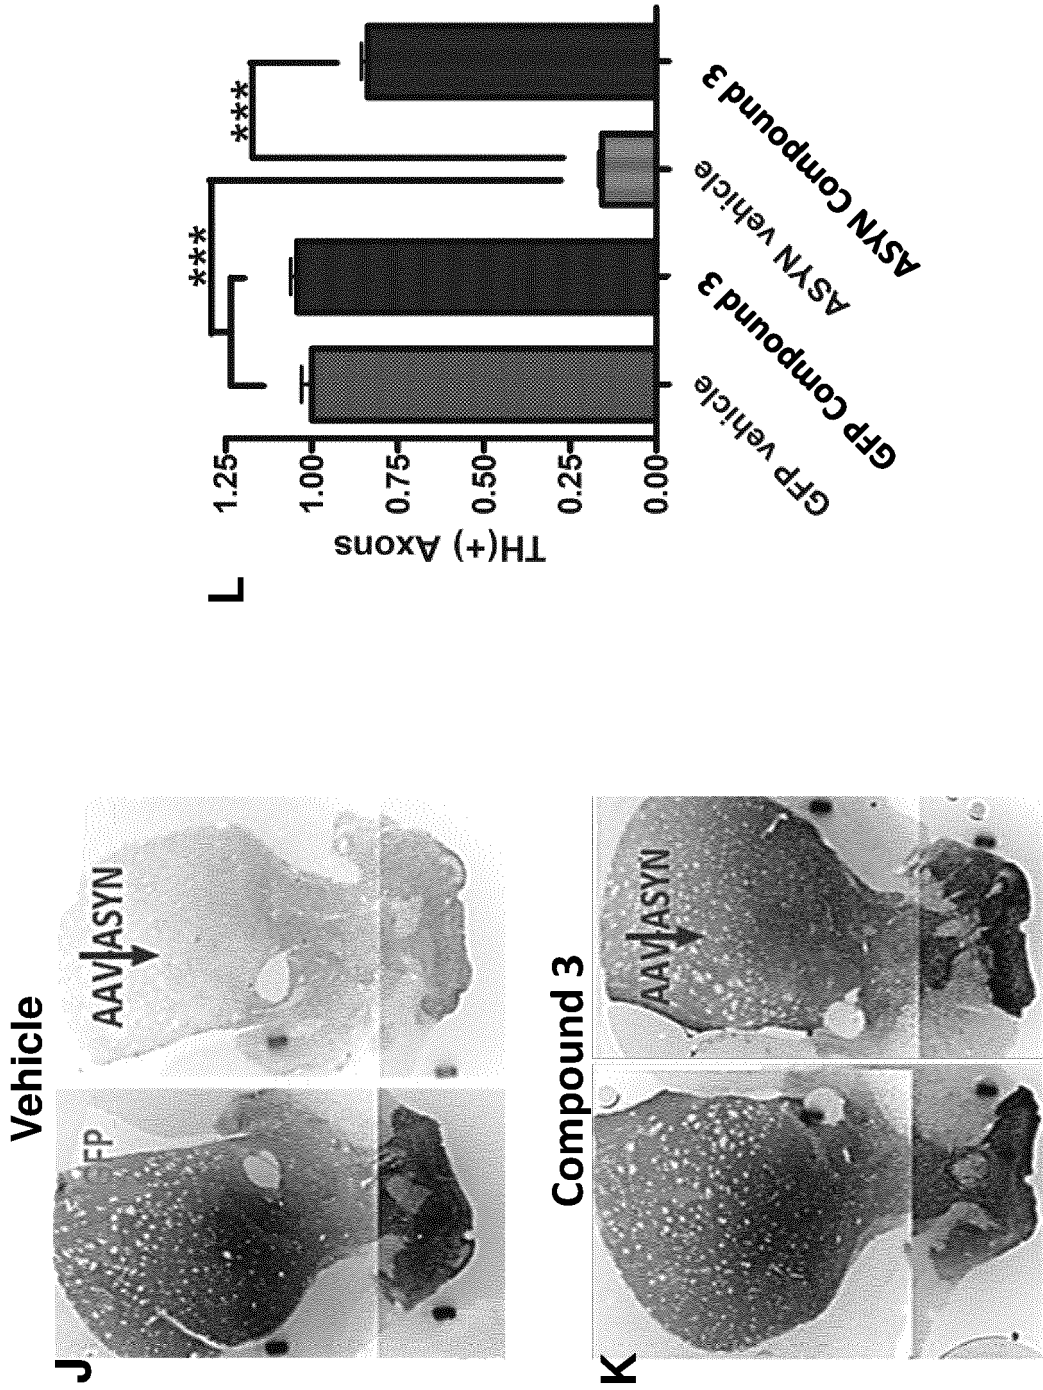 Vehicle
J
AAV ASYN
Compound 3
K
AAV ASYN
L
TH(+) Axons
1.25
1.00
0.75
0.50
0.25
0.00
***
***
GFP vehicle
GFP Compound 3
ASYN vehicle
ASYN Compound 3